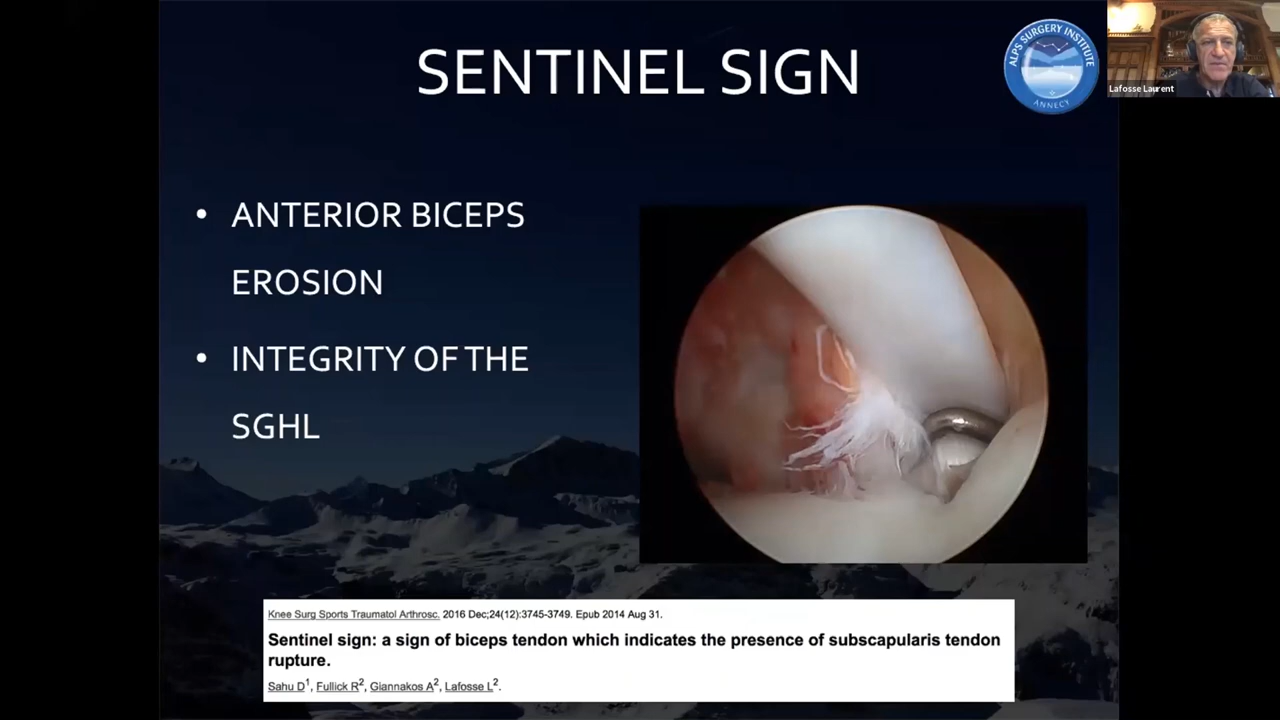 SENTINEL SIGN
ALPS SURGERY INSTITUTE
ANNECY
Lafosse Laurent
• ANTERIOR BICEPS
EROSION
• INTEGRITY OF THE
SGHL
Knee Surg Sports Traumatol Arthrosc. 2016 Dec;24(12):3745-3749. Epub 2014 Aug 31.
Sentinel sign: a sign of biceps tendon which indicates the presence of subscapularis tendon
rupture.
Sahu D1, Fullick R2, Giannakos A2, Lafosse L2.